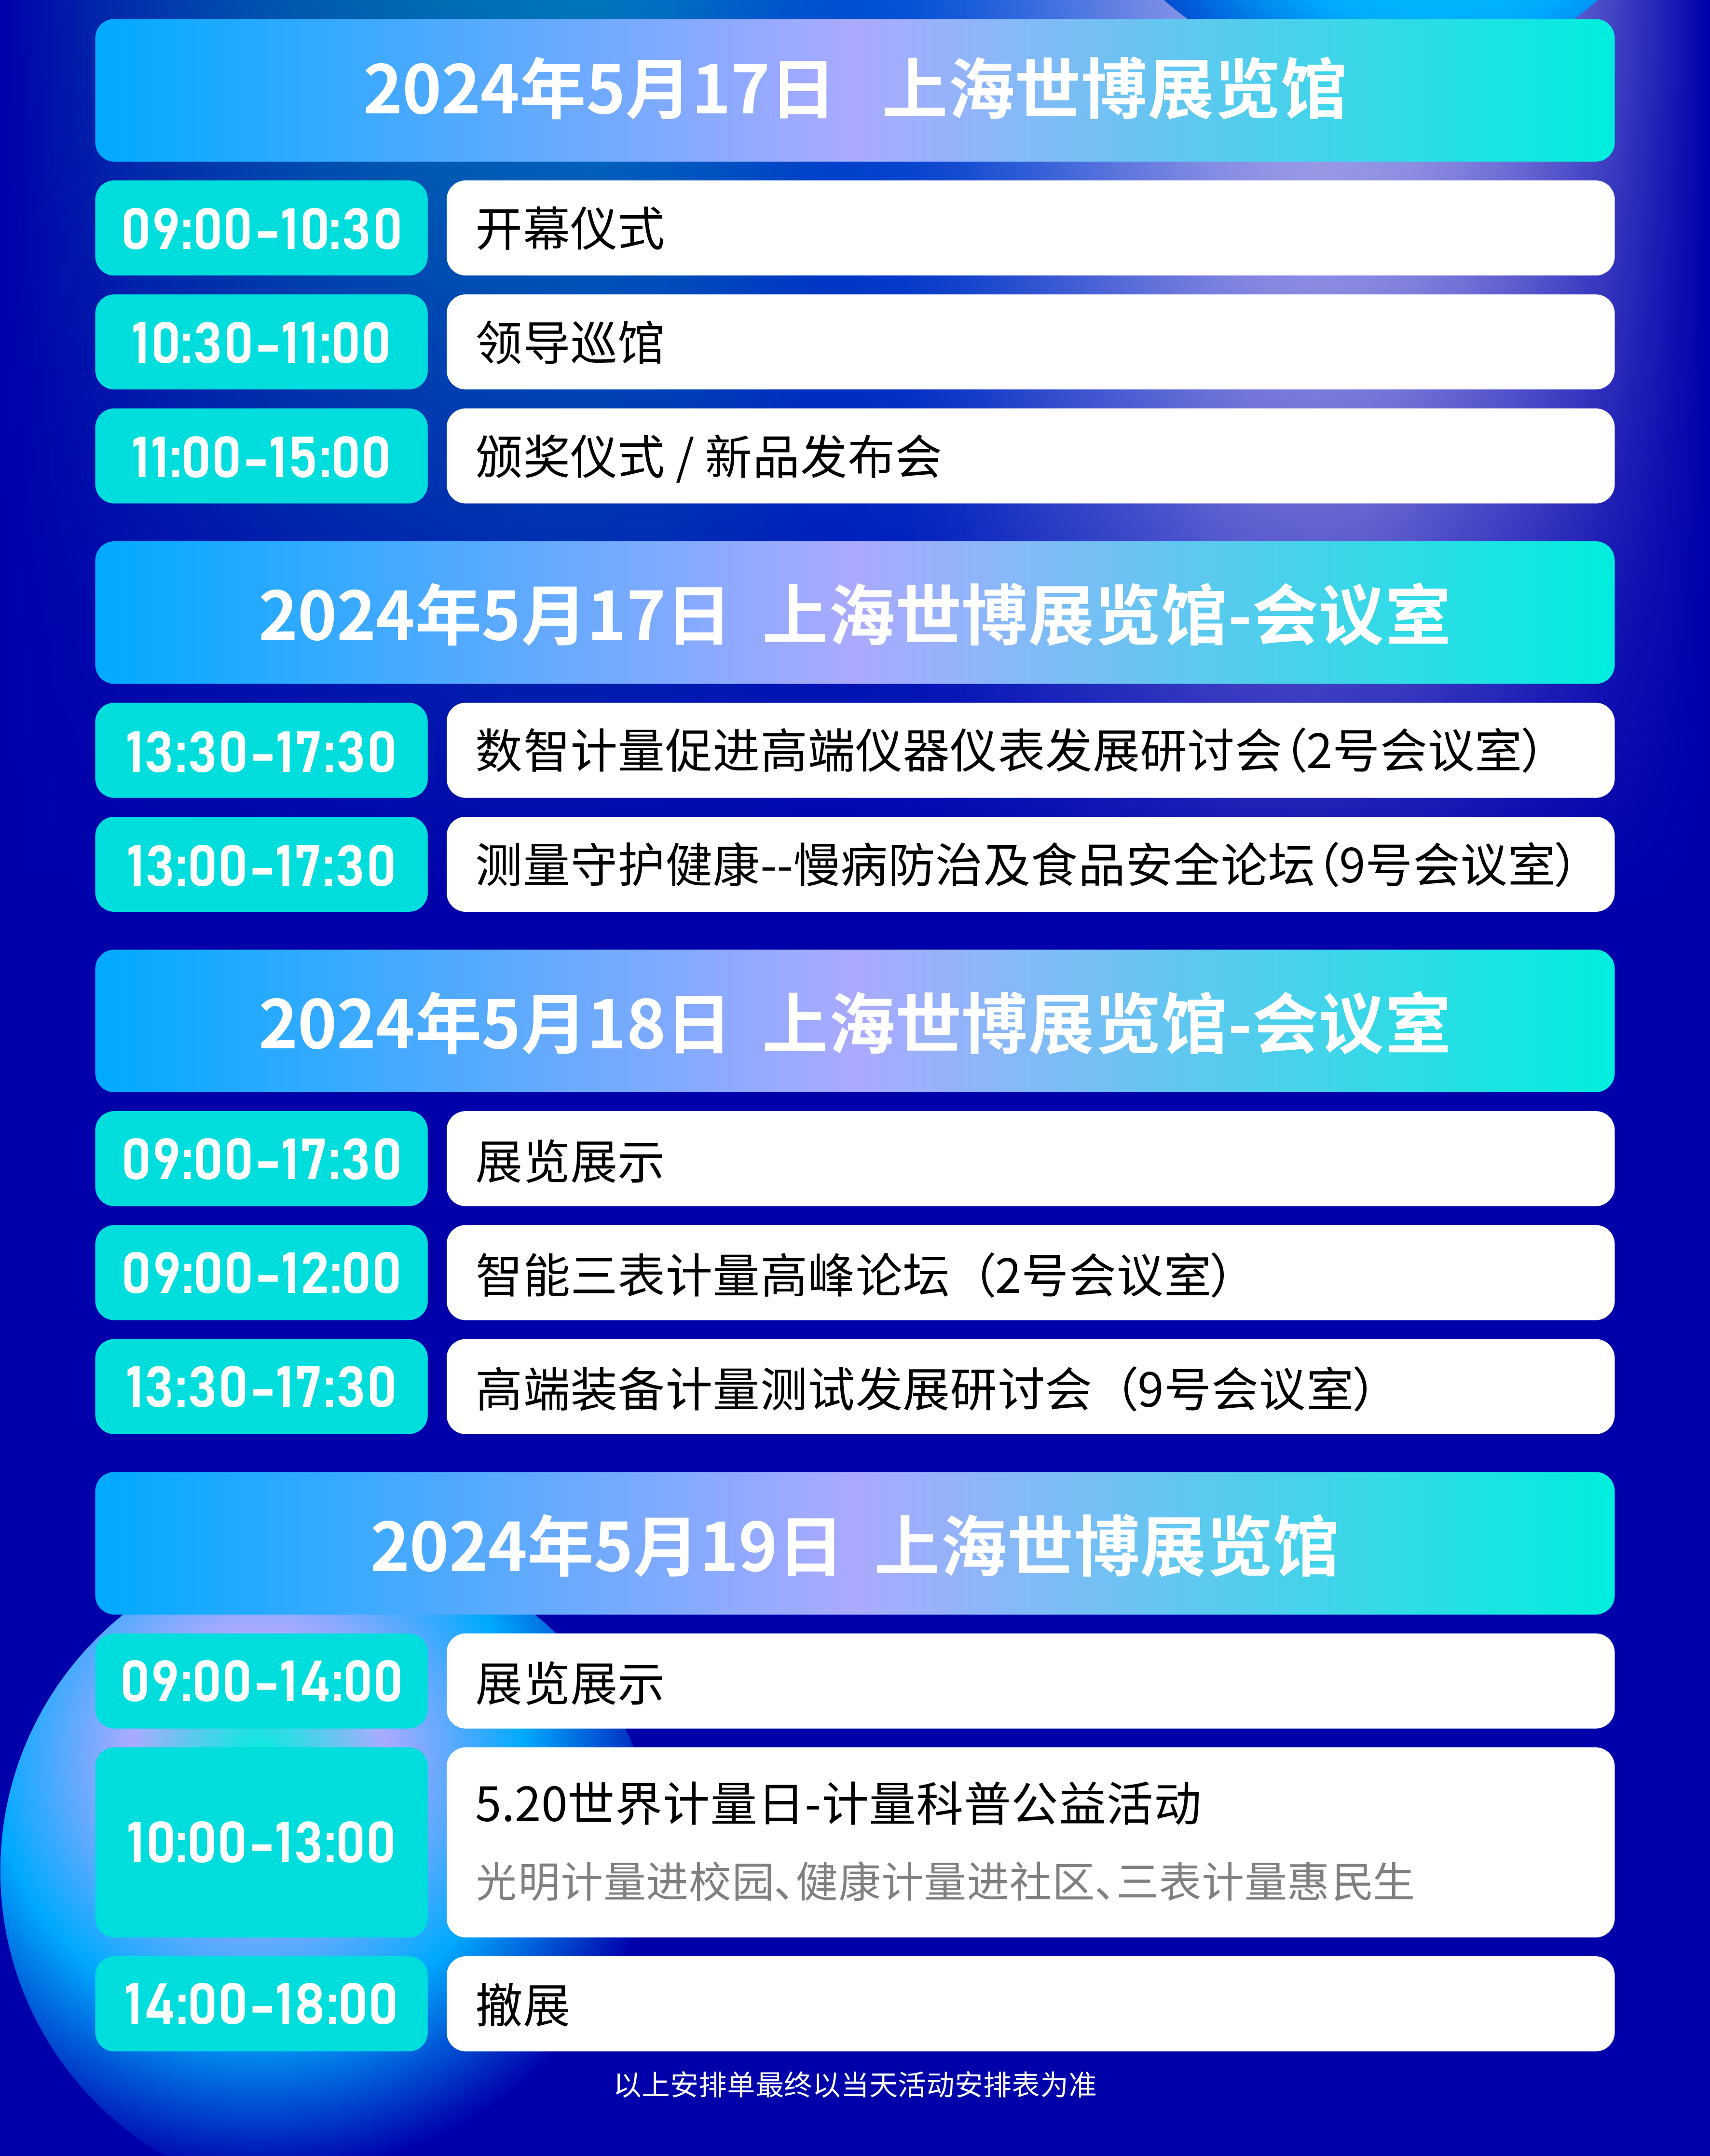 2024年5月17日 上海世博展览馆
09:00-10:30 开幕仪式
10:30-11:00 领导巡馆
11:00-15:00 颁奖仪式 / 新品发布会
2024年5月17日 上海世博展览馆-会议室
13:30-17:30 数智计量促进高端仪器仪表发展研讨会（2号会议室）
13:00-17:30 测量守护健康--慢病防治及食品安全论坛（9号会议室）
2024年5月18日 上海世博展览馆-会议室
09:00-17:30 展览展示
09:00-12:00 智能三表计量高峰论坛（2号会议室）
13:30-17:30 高端装备计量测试发展研讨会（9号会议室）
2024年5月19日 上海世博展览馆
09:00-14:00 展览展示
10:00-13:00 5.20世界计量日-计量科普公益活动
光明计量进校园、健康计量进社区、三表计量惠民生
14:00-18:00 撤展
以上安排单最终以当天活动安排表为准